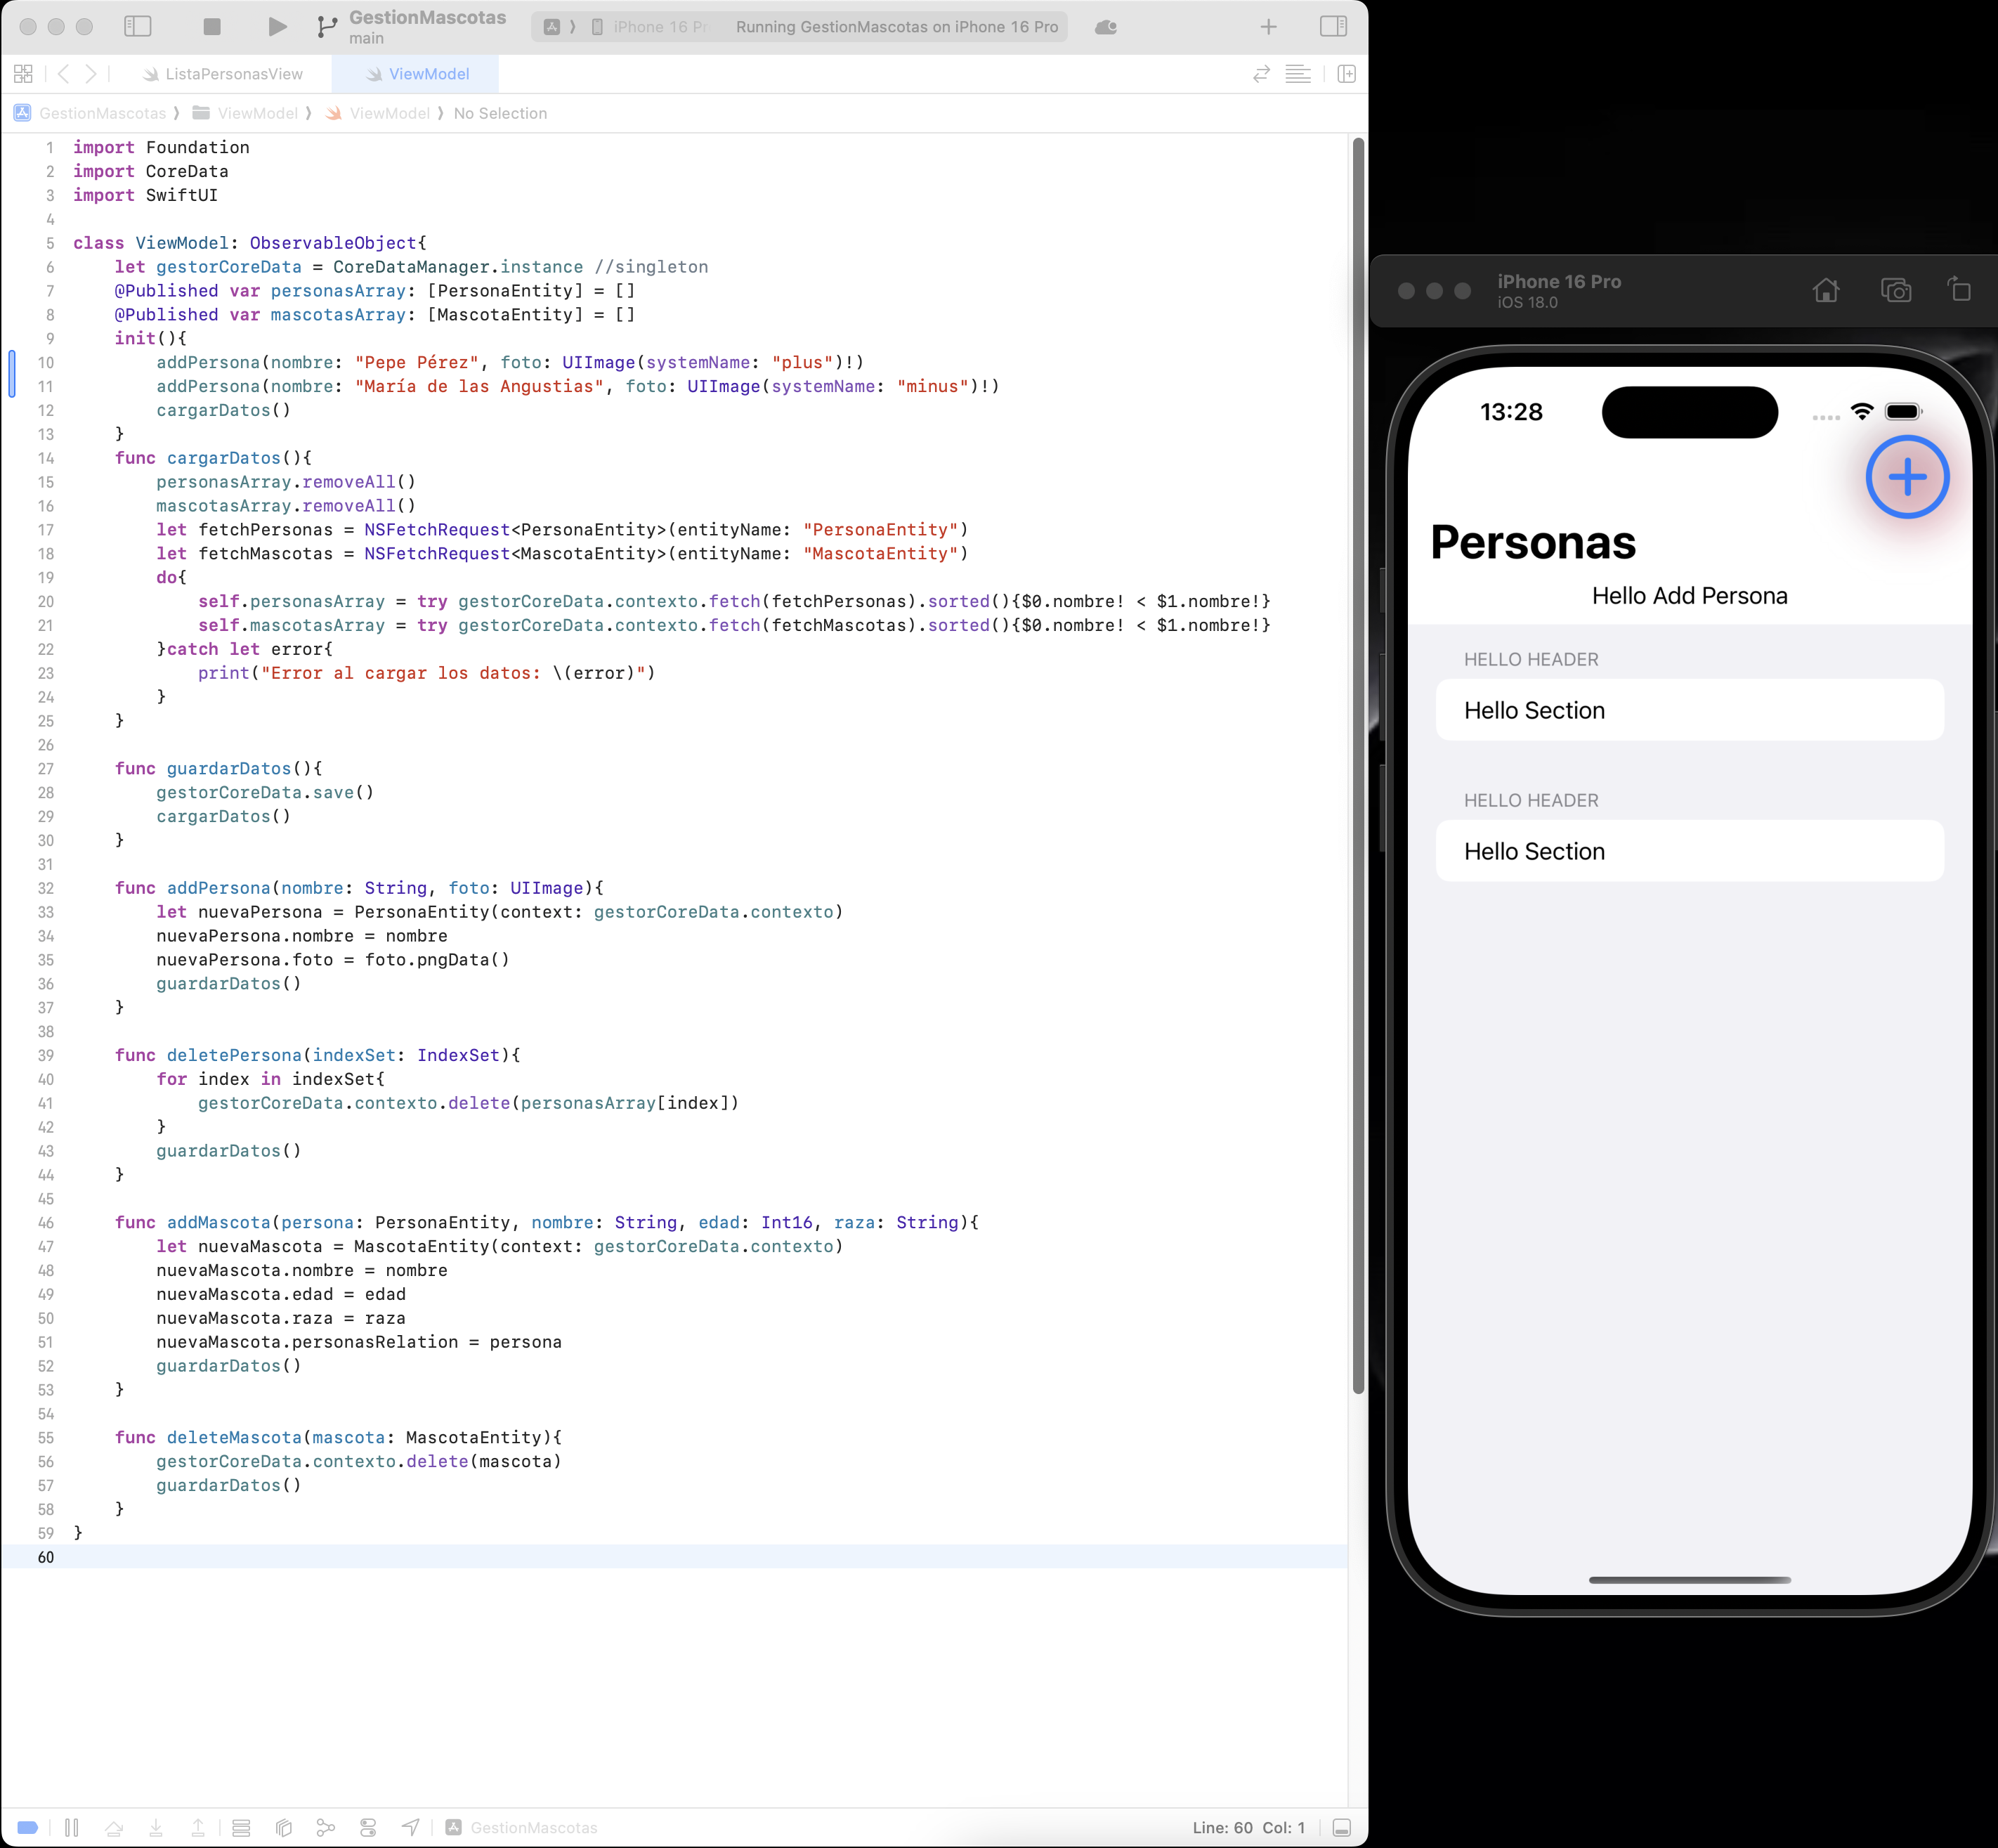 GestionMascotas
main
iPhone 16 Pr
Running GestionMascotas on iPhone 16 Pro
ListaPersonasView
ViewModel
GestionMascotas ⟩ ViewModel ⟩ ViewModel ⟩ No Selection
1 import Foundation
2 import CoreData
3 import SwiftUI
4
5 class ViewModel: ObservableObject{
6 let gestorCoreData = CoreDataManager.instance //singleton
7 @Published var personasArray: [PersonaEntity] = []
8 @Published var mascotasArray: [MascotaEntity] = []
9 init(){
10 addPersona(nombre: "Pepe Pérez", foto: UIImage(systemName: "plus")!)
11 addPersona(nombre: "María de las Angustias", foto: UIImage(systemName: "minus")!)
12 cargarDatos()
13 }
14 func cargarDatos(){
15 personasArray.removeAll()
16 mascotasArray.removeAll()
17 let fetchPersonas = NSFetchRequest<PersonaEntity>(entityName: "PersonaEntity")
18 let fetchMascotas = NSFetchRequest<MascotaEntity>(entityName: "MascotaEntity")
19 do{
20 self.personasArray = try gestorCoreData.contexto.fetch(fetchPersonas).sorted(){$0.nombre! < $1.nombre!}
21 self.mascotasArray = try gestorCoreData.contexto.fetch(fetchMascotas).sorted(){$0.nombre! < $1.nombre!}
22 }catch let error{
23 print("Error al cargar los datos: \(error)")
24 }
25 }
26
27 func guardarDatos(){
28 gestorCoreData.save()
29 cargarDatos()
30 }
31
32 func addPersona(nombre: String, foto: UIImage){
33 let nuevaPersona = PersonaEntity(context: gestorCoreData.contexto)
34 nuevaPersona.nombre = nombre
35 nuevaPersona.foto = foto.pngData()
36 guardarDatos()
37 }
38
39 func deletePersona(indexSet: IndexSet){
40 for index in indexSet{
41 gestorCoreData.contexto.delete(personasArray[index])
42 }
43 guardarDatos()
44 }
45
46 func addMascota(persona: PersonaEntity, nombre: String, edad: Int16, raza: String){
47 let nuevaMascota = MascotaEntity(context: gestorCoreData.contexto)
48 nuevaMascota.nombre = nombre
49 nuevaMascota.edad = edad
50 nuevaMascota.raza = raza
51 nuevaMascota.personasRelation = persona
52 guardarDatos()
53 }
54
55 func deleteMascota(mascota: MascotaEntity){
56 gestorCoreData.contexto.delete(mascota)
57 guardarDatos()
58 }
59 }
60
GestionMascotas
Line: 60 Col: 1
iPhone 16 Pro
iOS 18.0
13:28
Personas
Hello Add Persona
HELLO HEADER
Hello Section
HELLO HEADER
Hello Section